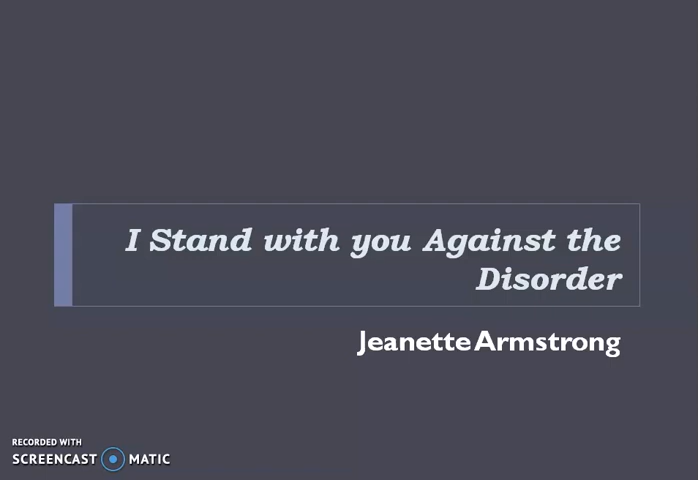 I Stand with you Against the
Disorder
Jeanette Armstrong
RECORDED WITH
SCREENCAST MATIC